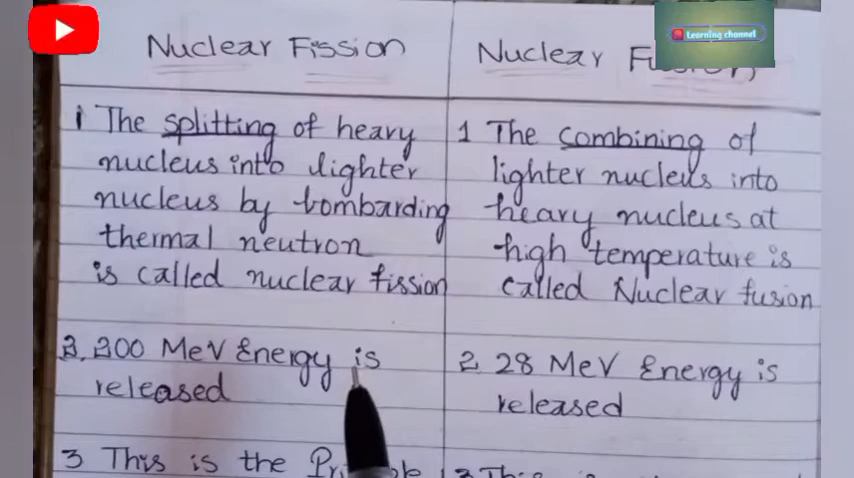 Learning channel
Nuclear Fission
1 The splitting of heavy
nucleus into lighter
nucleus by bombarding
thermal neutron
is called nuclear fission
2. 200 MeV Energy is
released
3 This is the
Nuclear Fusion
1 The combining of
lighter nucleus into
heavy nucleus at
high temperature is
called Nuclear fusion
2 28 MeV Energy is
released